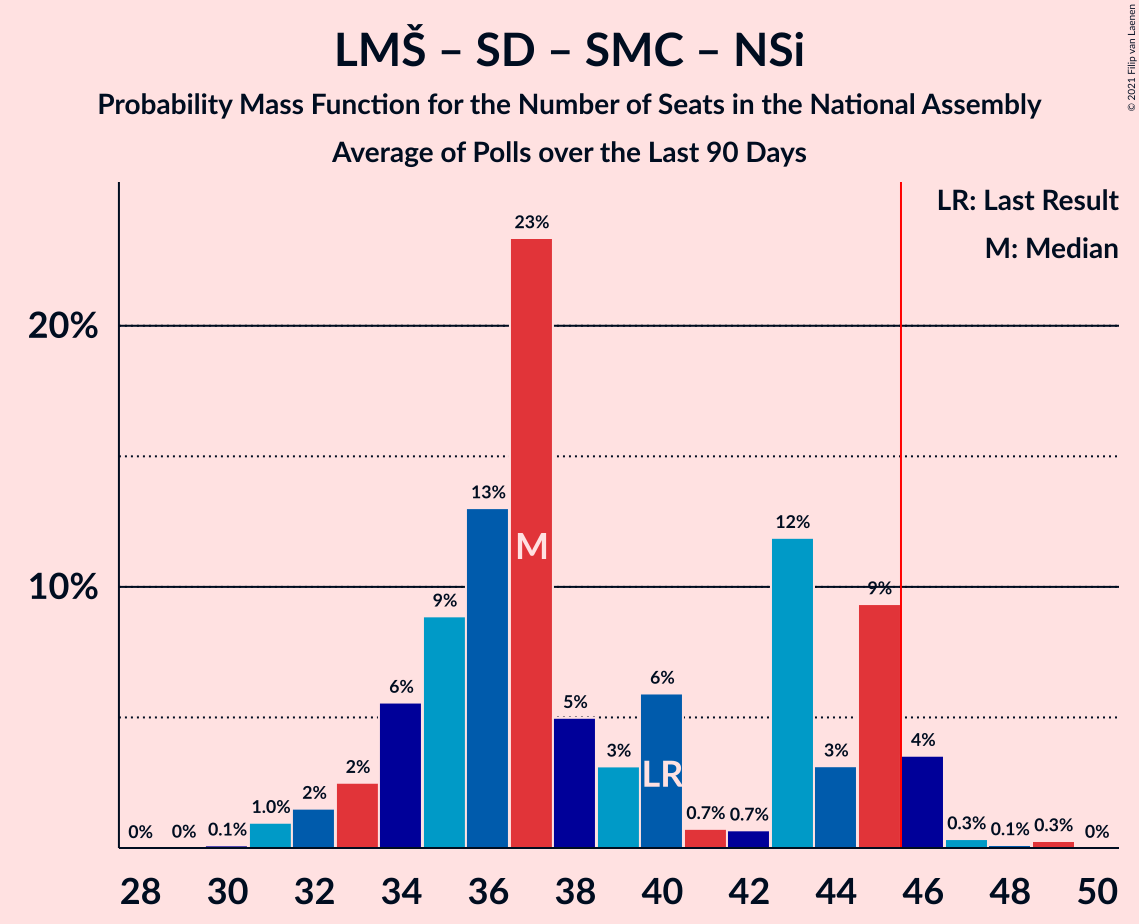 LMŠ – SD – SMC – NSi
Probability Mass Function for the Number of Seats in the National Assembly
Average of Polls over the Last 90 Days
© 2021 Filip van Laenen
LR: Last Result
M: Median
20%
10%
0%
0%
0.1%
1.0%
2%
2%
6%
9%
13%
23%
5%
3%
6%
0.7%
0.7%
12%
3%
9%
4%
0.3%
0.1%
0.3%
0%
M
LR
28 30 32 34 36 38 40 42 44 46 48 50